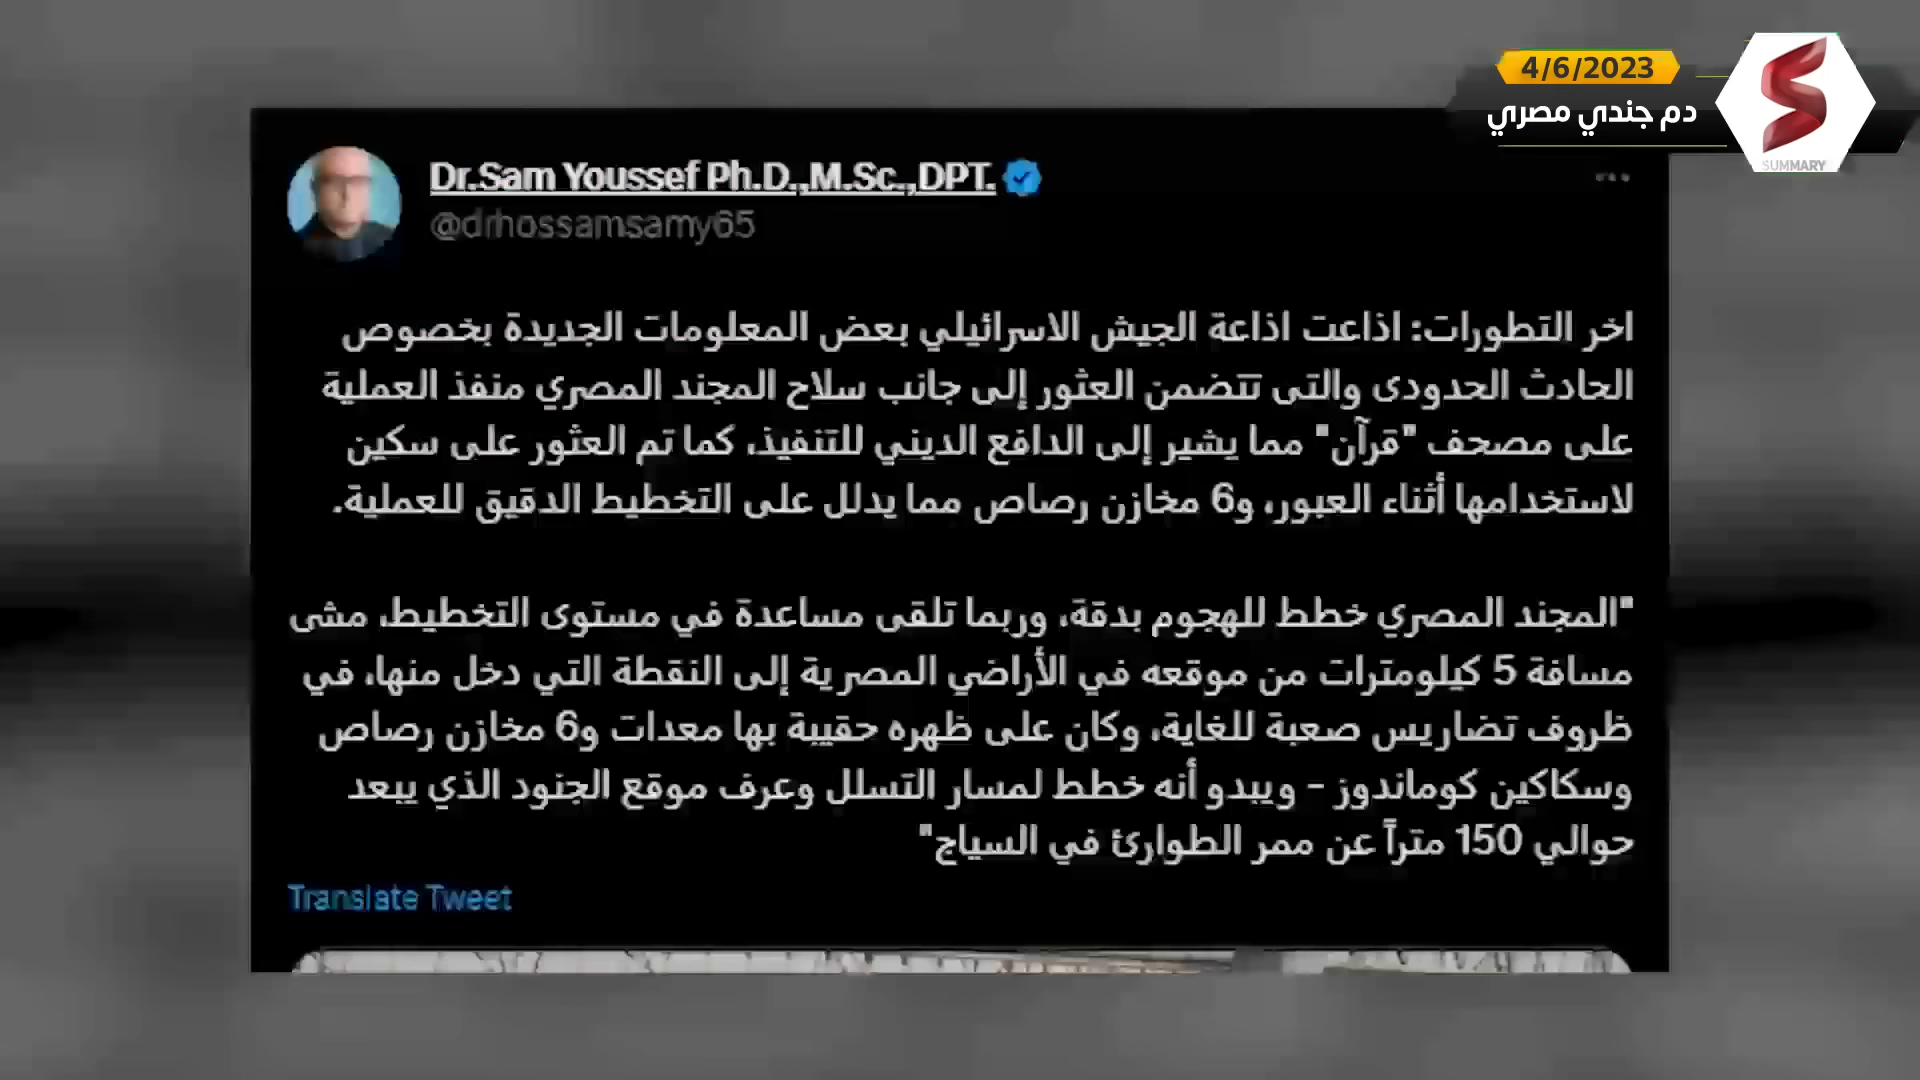 4/6/2023
دم جندي مصري
SUMMARY
Dr.Sam Youssef Ph.D.,M.Sc.,DPT.
@drhossamsamy65
اخر التطورات: اذاعت اذاعة الجيش الاسرائيلي بعض المعلومات الجديدة بخصوص
الحادث الحدودى والتى تتضمن العثور إلى جانب سلاح المجند المصري منفذ العملية
على مصحف "قرآن" مما يشير إلى الدافع الديني للتنفيذ، كما تم العثور على سكين
لاستخدامها أثناء العبور، و6 مخازن رصاص مما يدلل على التخطيط الدقيق للعملية.
"المجند المصري خطط للهجوم بدقة، وربما تلقى مساعدة في مستوى التخطيط، مشى
مسافة 5 كيلومترات من موقعه في الأراضي المصرية إلى النقطة التي دخل منها، في
ظروف تضاريس صعبة للغاية، وكان على ظهره حقيبة بها معدات و6 مخازن رصاص
وسكاكين كوماندوز - ويبدو أنه خطط لمسار التسلل وعرف موقع الجنود الذي يبعد
حوالي 150 متراً عن ممر الطوارئ في السياج"
Translate Tweet